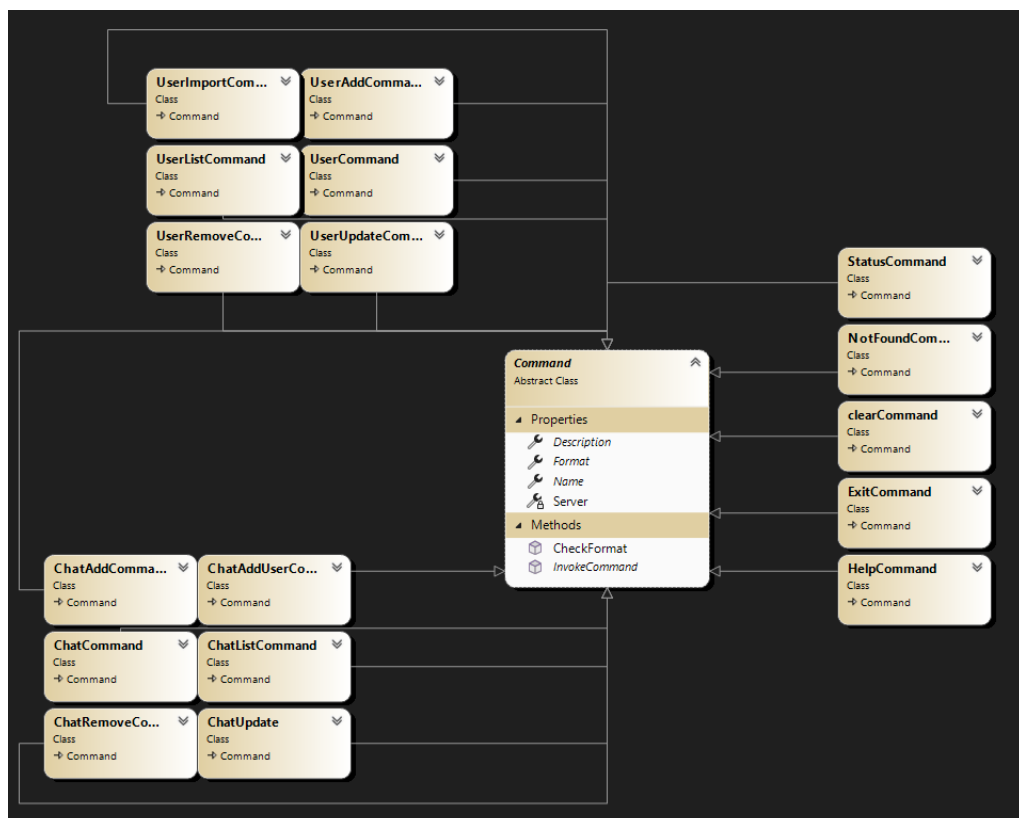 UserImportCom...
Class
Command
UserAddComma...
Class
Command
UserListCommand
Class
Command
UserCommand
Class
Command
UserRemoveCo...
Class
Command
UserUpdateCom...
Class
Command
StatusCommand
Class
Command
NotFoundCom...
Class
Command
clearCommand
Class
Command
ExitCommand
Class
Command
HelpCommand
Class
Command
Command
Abstract Class
Properties
Description
Format
Name
Server
Methods
CheckFormat
InvokeCommand
ChatAddComma...
Class
Command
ChatAddUserCo...
Class
Command
ChatCommand
Class
Command
ChatListCommand
Class
Command
ChatRemoveCo...
Class
Command
ChatUpdate
Class
Command